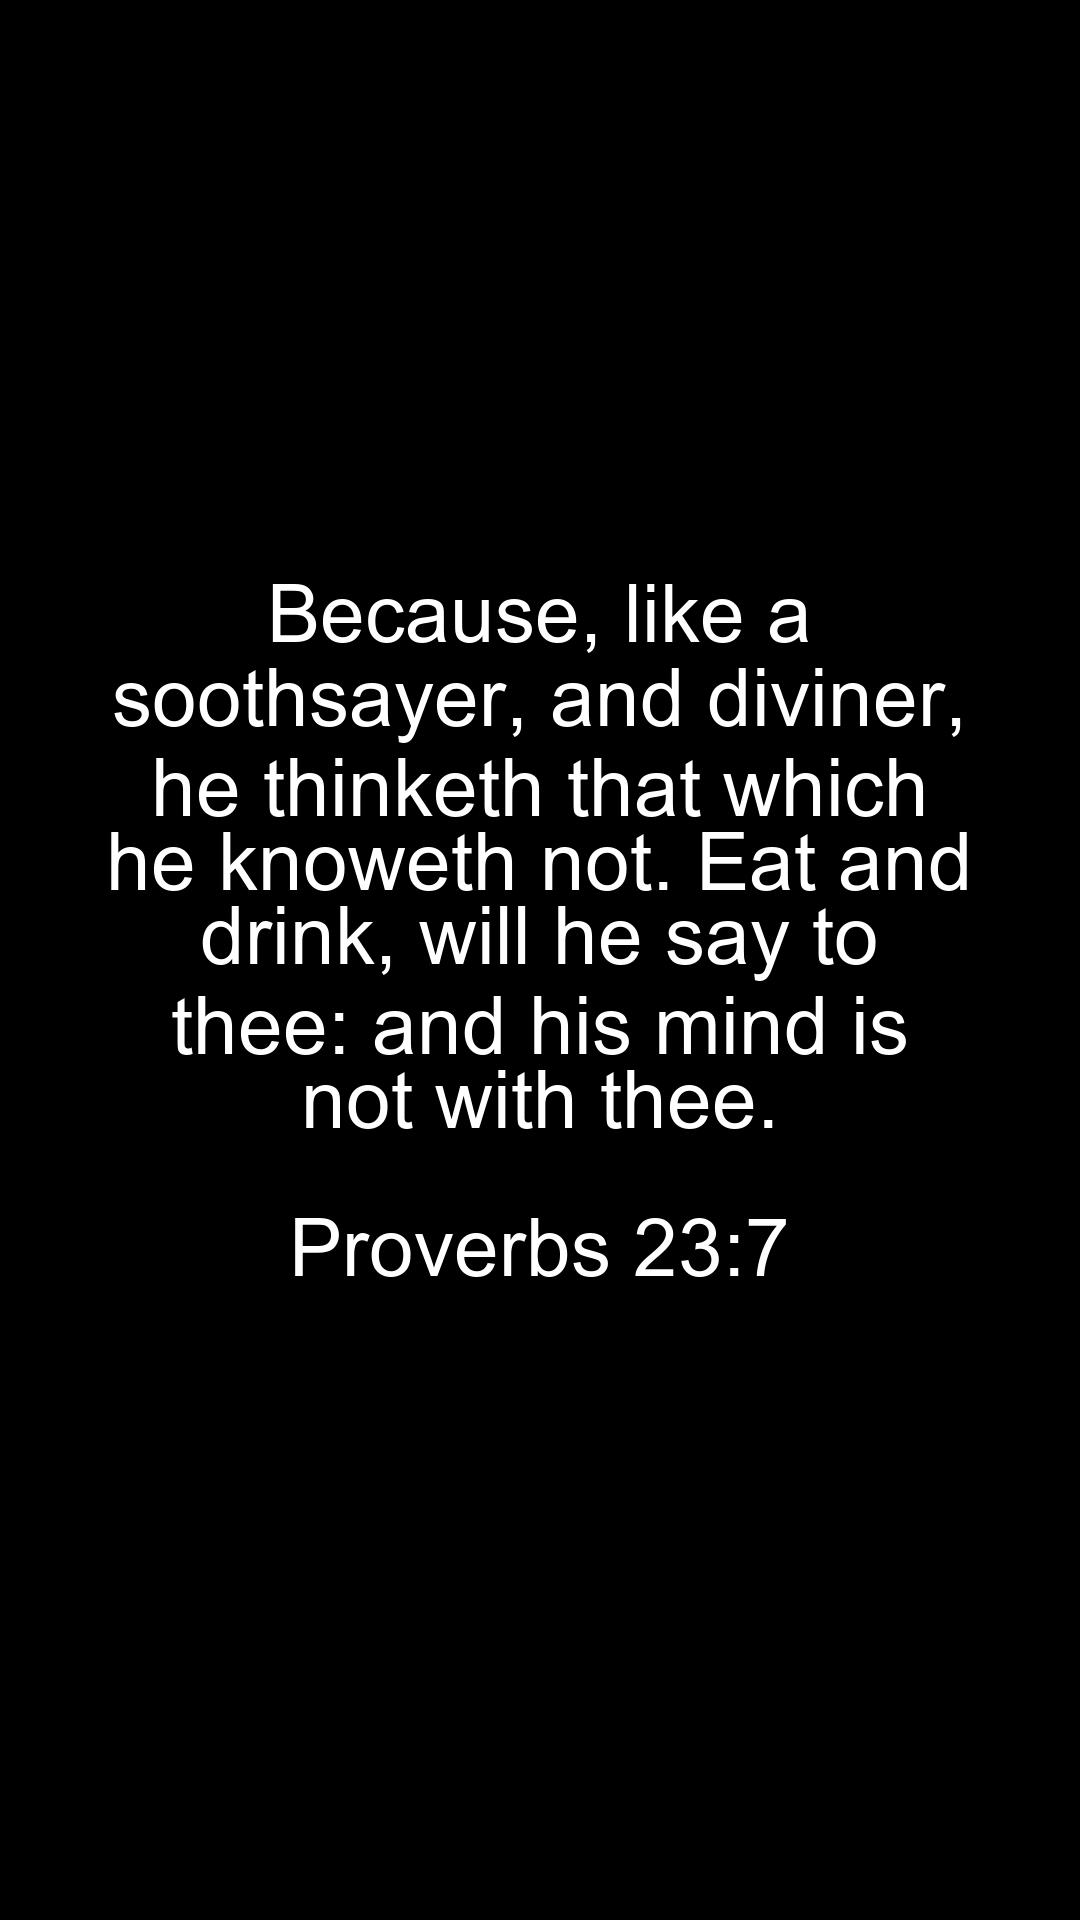 Because, like a
soothsayer, and diviner,
he thinketh that which
he knoweth not. Eat and
drink, will he say to
thee: and his mind is
not with thee.
Proverbs 23:7